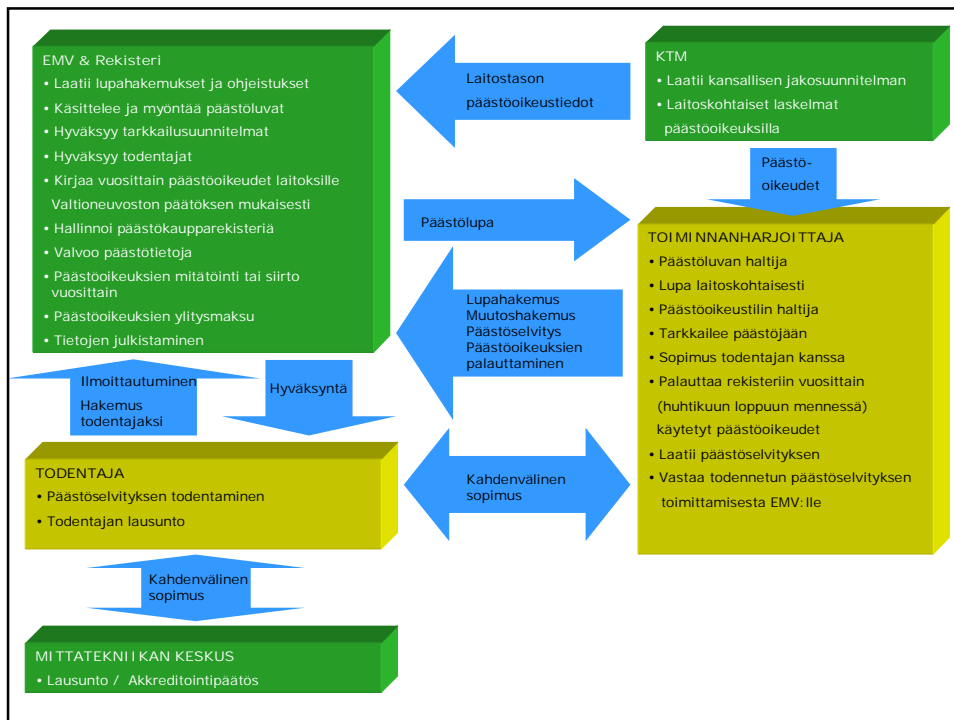 EMV & Rekisteri
• Laatii lupahakemukset ja ohjeistukset
• Käsittelee ja myöntää päästöluvat
• Hyväksyy tarkkailusuunnitelmat
• Hyväksyy todentajat
• Kirjaa vuosittain päästöoikeudet laitoksille
Valtioneuvoston päätöksen mukaisesti
• Hallinnoi päästökaupparekisteriä
• Valvoo päästötietoja
• Päästöoikeuksien mitätöinti tai siirto
vuosittain
• Päästöoikeuksien ylitysmaksu
• Tietojen julkistaminen
Laitostason
päästöoikeustiedot
KTM
• Laatii kansallisen jakosuunnitelman
• Laitoskohtaiset laskelmat
päästöoikeuksilla
Päästö-
oikeudet
Päästölupa
Lupahakemus
Muutoshakemus
Päästöselvitys
Päästöoikeuksien
palauttaminen
TOIMINNANHARJOITTAJA
• Päästöluvan haltija
• Lupa laitoskohtaisesti
• Päästöoikeustilin haltija
• Tarkkailee päästöjään
• Sopimus todentajan kanssa
• Palauttaa rekisteriin vuosittain
(huhtikuun loppuun mennessä)
käytetyt päästöoikeudet
• Laatii päästöselvityksen
• Vastaa todennetun päästöselvityksen
toimittamisesta EMV:lle
Ilmoittautuminen
Hakemus
todentajaksi
Hyväksyntä
TODENTAJA
• Päästöselvityksen todentaminen
• Todentajan lausunto
Kahdenvälinen
sopimus
Kahdenvälinen
sopimus
MITTATEKNIIKAN KESKUS
• Lausunto / Akkreditointipäätös